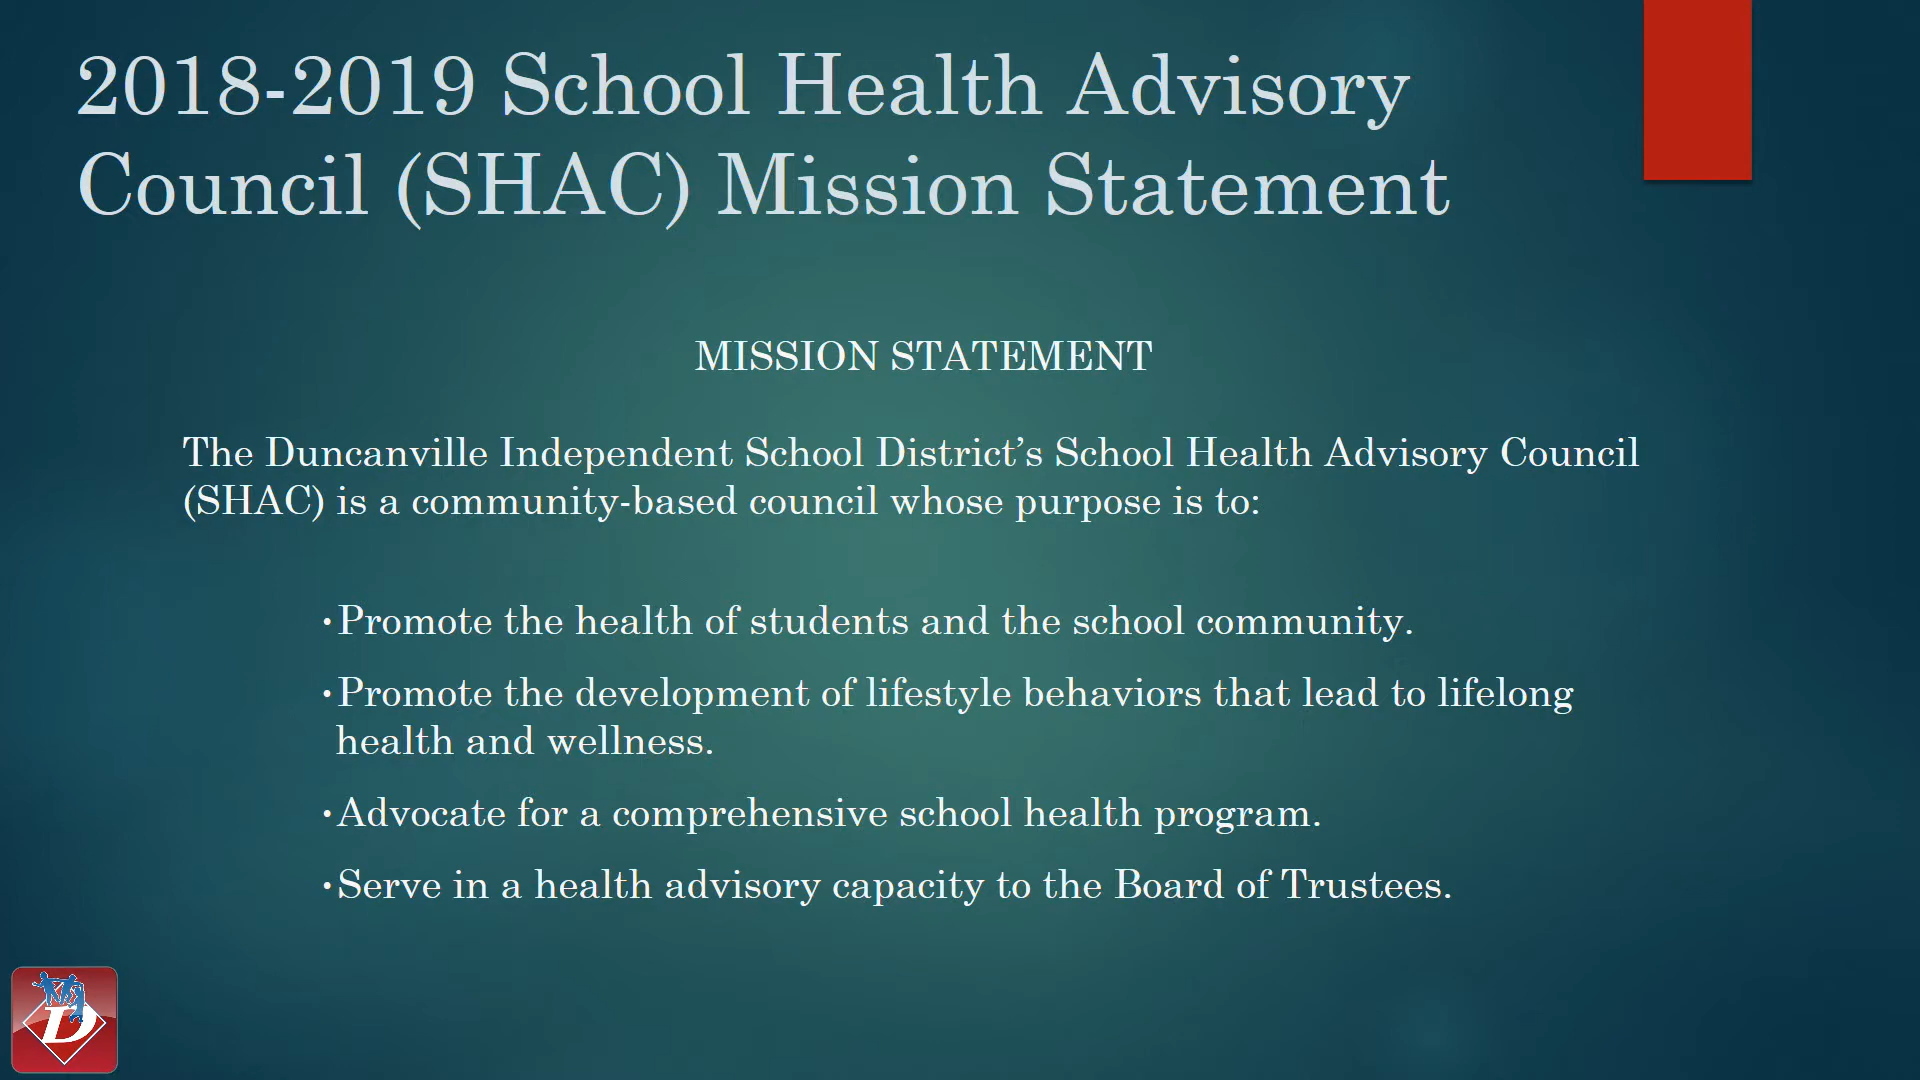 2018-2019 School Health Advisory
Council (SHAC) Mission Statement
MISSION STATEMENT
The Duncanville Independent School District’s School Health Advisory Council
(SHAC) is a community-based council whose purpose is to:
•Promote the health of students and the school community.
•Promote the development of lifestyle behaviors that lead to lifelong
health and wellness.
•Advocate for a comprehensive school health program.
•Serve in a health advisory capacity to the Board of Trustees.
D